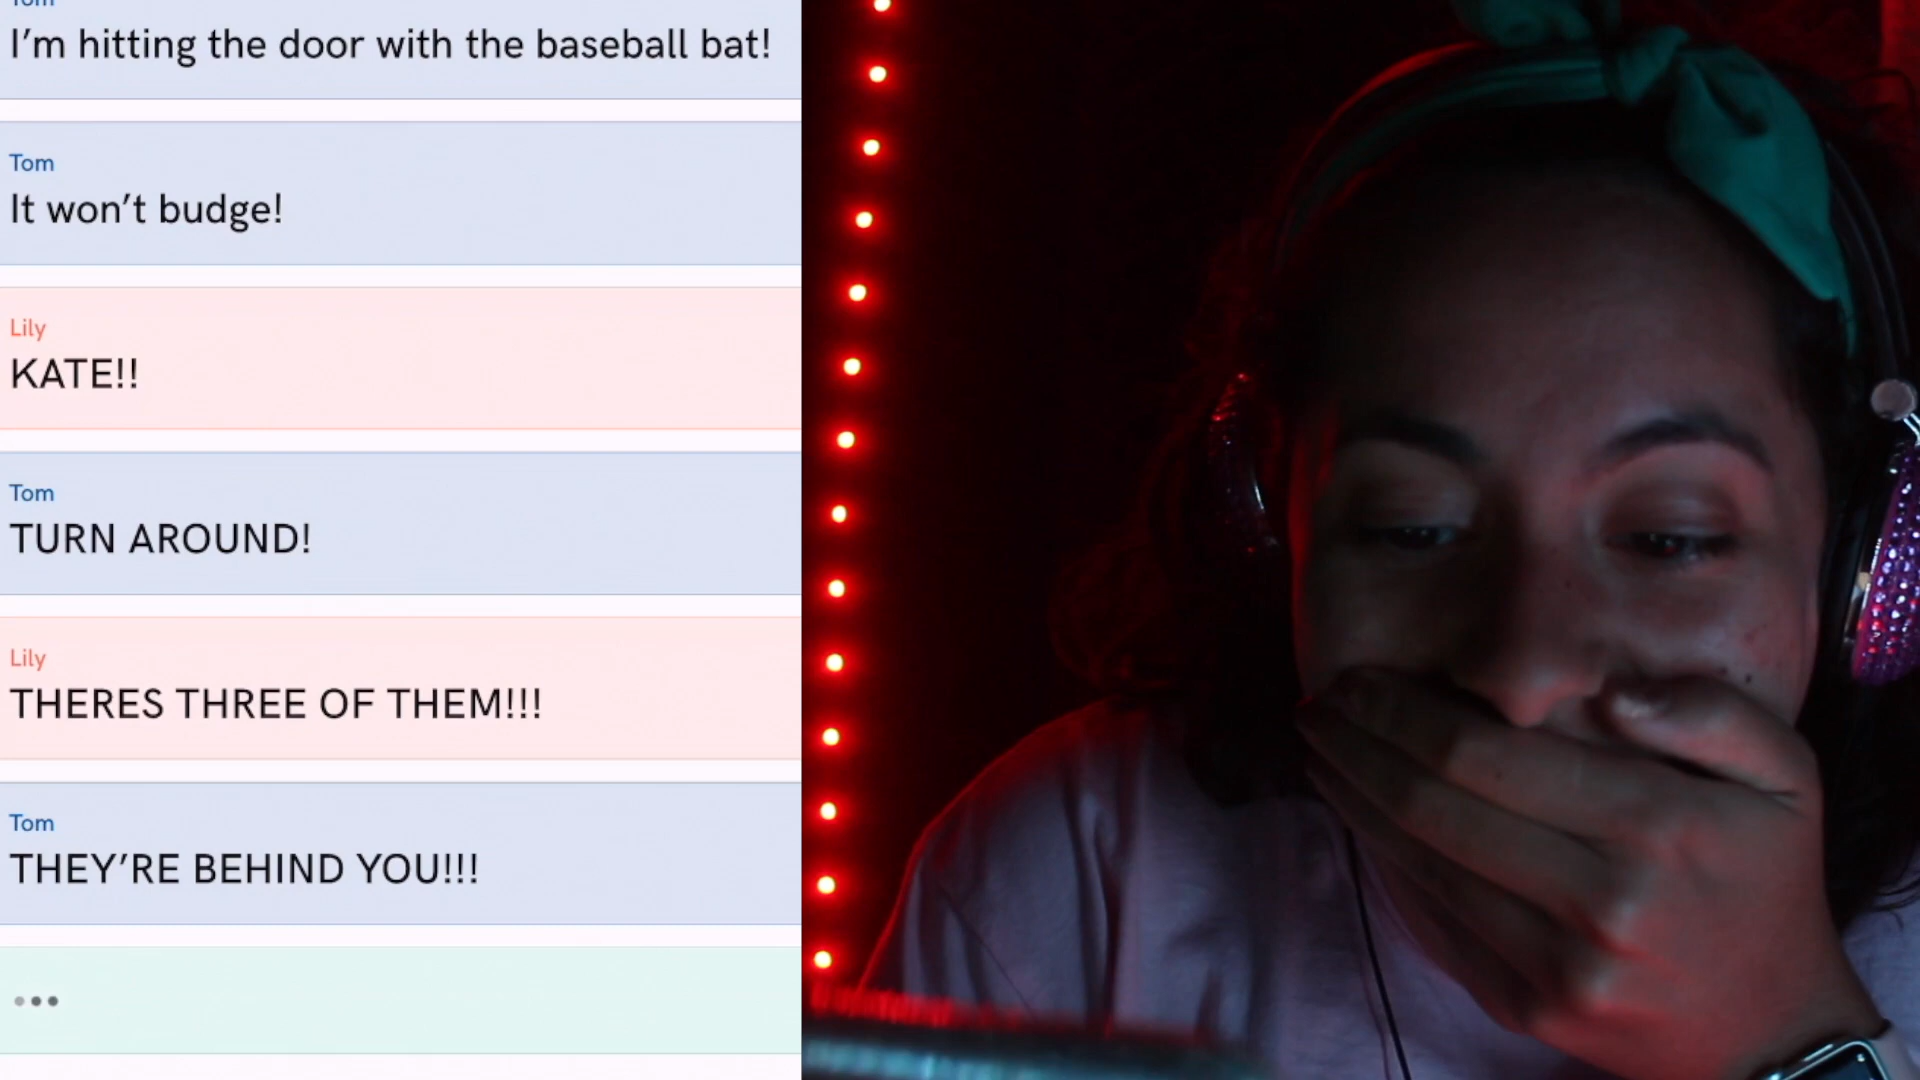 Tom
I'm hitting the door with the baseball bat!
Tom
It won't budge!
Lily
KATE!!
Tom
TURN AROUND!
Lily
THERES THREE OF THEM!!!
Tom
THEY'RE BEHIND YOU!!!